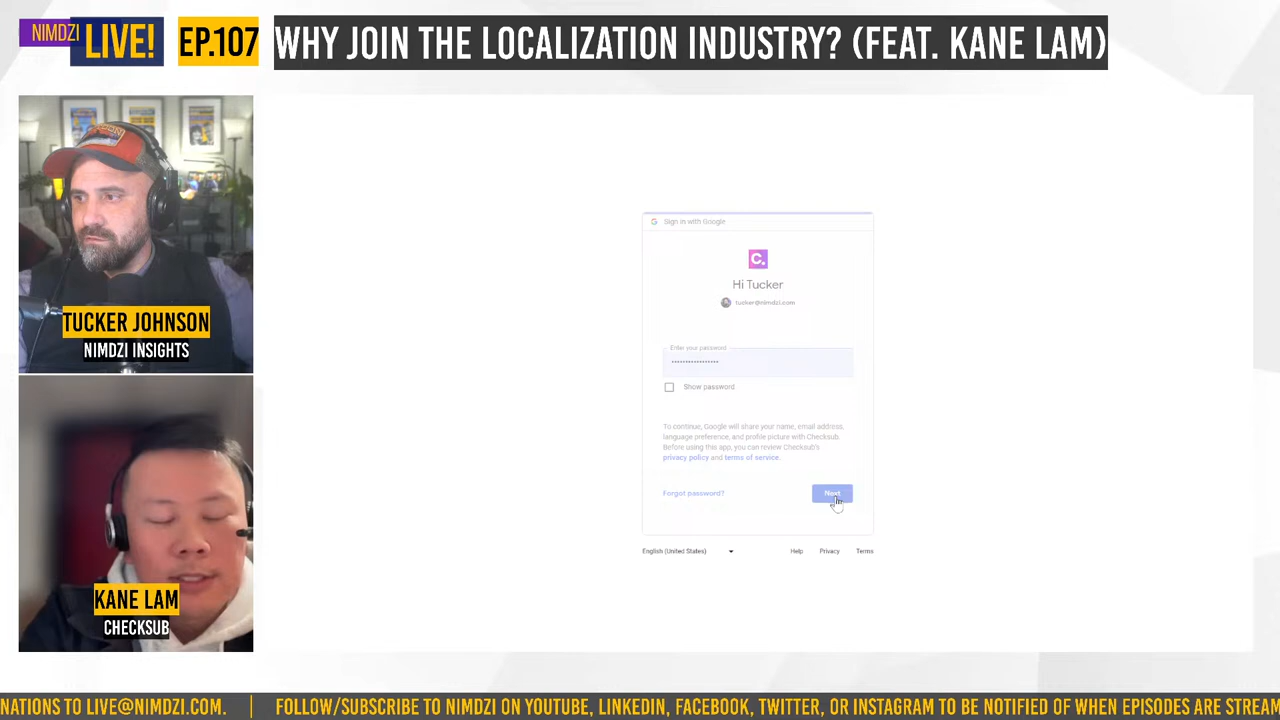 NIMDZI LIVE!
EP.107
WHY JOIN THE LOCALIZATION INDUSTRY? (FEAT. KANE LAM)
TUCKER JOHNSON
NIMDZI INSIGHTS
KANE LAM
CHECKSUB
G Sign in with Google
C.
Hi Tucker
tucker@nimdzi.com
Enter your password
••••••••••••••••
Show password
To continue, Google will share your name, email address,
language preference, and profile picture with Checksub.
Before using this app, you can review Checksub's
privacy policy and terms of service.
Forgot password?
Next
English (United States)
Help
Privacy
Terms
NATIONS TO LIVE@NIMDZI.COM. | FOLLOW/SUBSCRIBE TO NIMDZI ON YOUTUBE, LINKEDIN, FACEBOOK, TWITTER, OR INSTAGRAM TO BE NOTIFIED OF WHEN EPISODES ARE STREAM